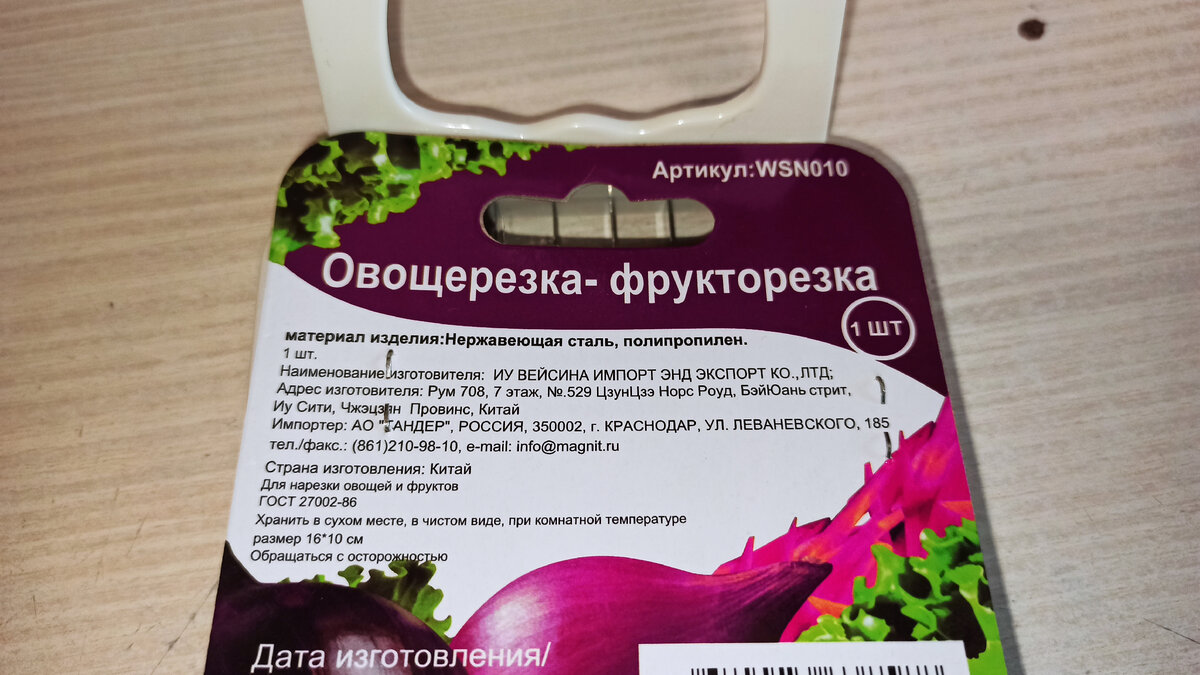 Артикул:WSN010
Овощерезка- фрукторезка
1 ШТ
материал изделия:Нержавеющая сталь, полипропилен.
1 шт.
Наименование изготовителя: ИУ ВЕЙСИНА ИМПОРТ ЭНД ЭКСПОРТ КО.,ЛТД;
Адрес изготовителя: Рум 708, 7 этаж, №.529 ЦзунЦзэ Норс Роуд, БэйЮань стрит,
Иу Сити, Чжэцзян Провинс, Китай
Импортер: АО "ТАНДЕР", РОССИЯ, 350002, г. КРАСНОДАР, УЛ. ЛЕВАНЕВСКОГО, 185
тел./факс.: (861)210-98-10, e-mail: info@magnit.ru
Страна изготовления: Китай
Для нарезки овощей и фруктов
ГОСТ 27002-86
Хранить в сухом месте, в чистом виде, при комнатной температуре
размер 16*10 см
Обращаться с осторожностью
Дата изготовления/